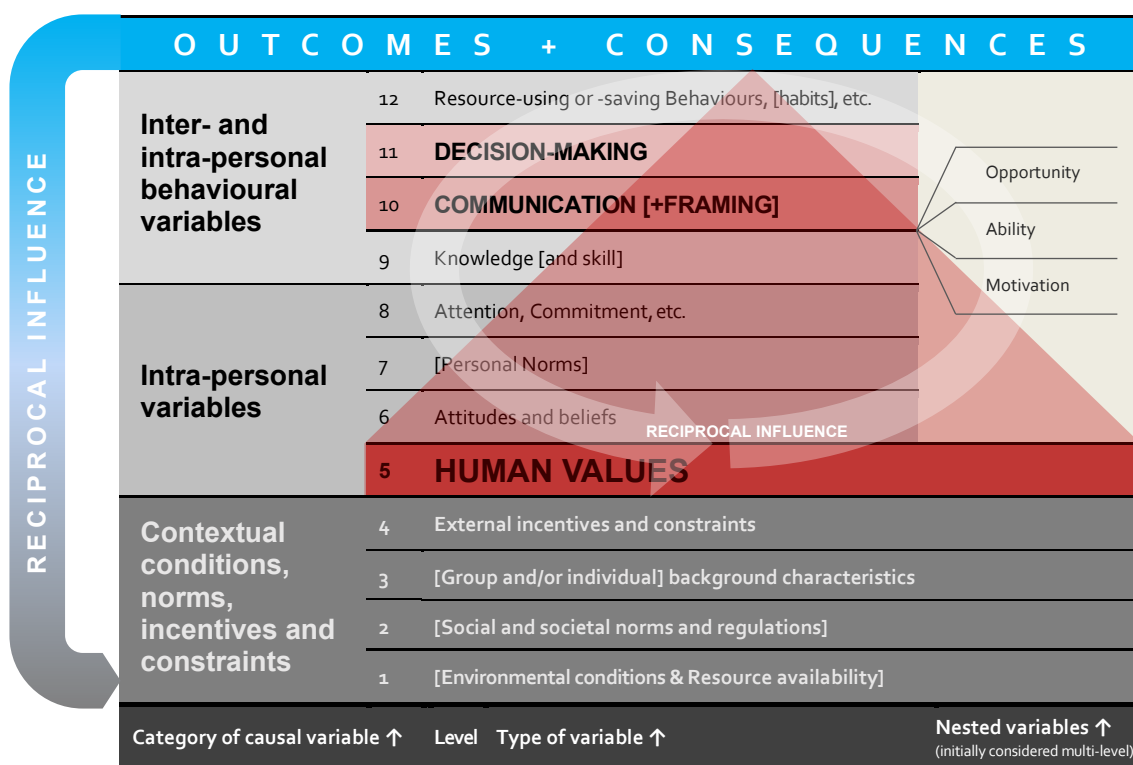 OUTCOMES + CONSEQUENCES
RECIPROCAL INFLUENCE
Inter- and
intra-personal
behavioural
variables
12 Resource-using or -saving Behaviours, [habits], etc.
11 DECISION-MAKING
10 COMMUNICATION [+FRAMING]
9 Knowledge [and skill]
Opportunity
Ability
Motivation
Intra-personal
variables
8 Attention, Commitment, etc.
7 [Personal Norms]
6 Attitudes and beliefs
RECIPROCAL INFLUENCE
5 HUMAN VALUES
Contextual
conditions,
norms,
incentives and
constraints
4 External incentives and constraints
3 [Group and/or individual] background characteristics
2 [Social and societal norms and regulations]
1 [Environmental conditions & Resource availability]
Category of causal variable ↑ Level Type of variable ↑ Nested variables ↑
(initially considered multi-level)